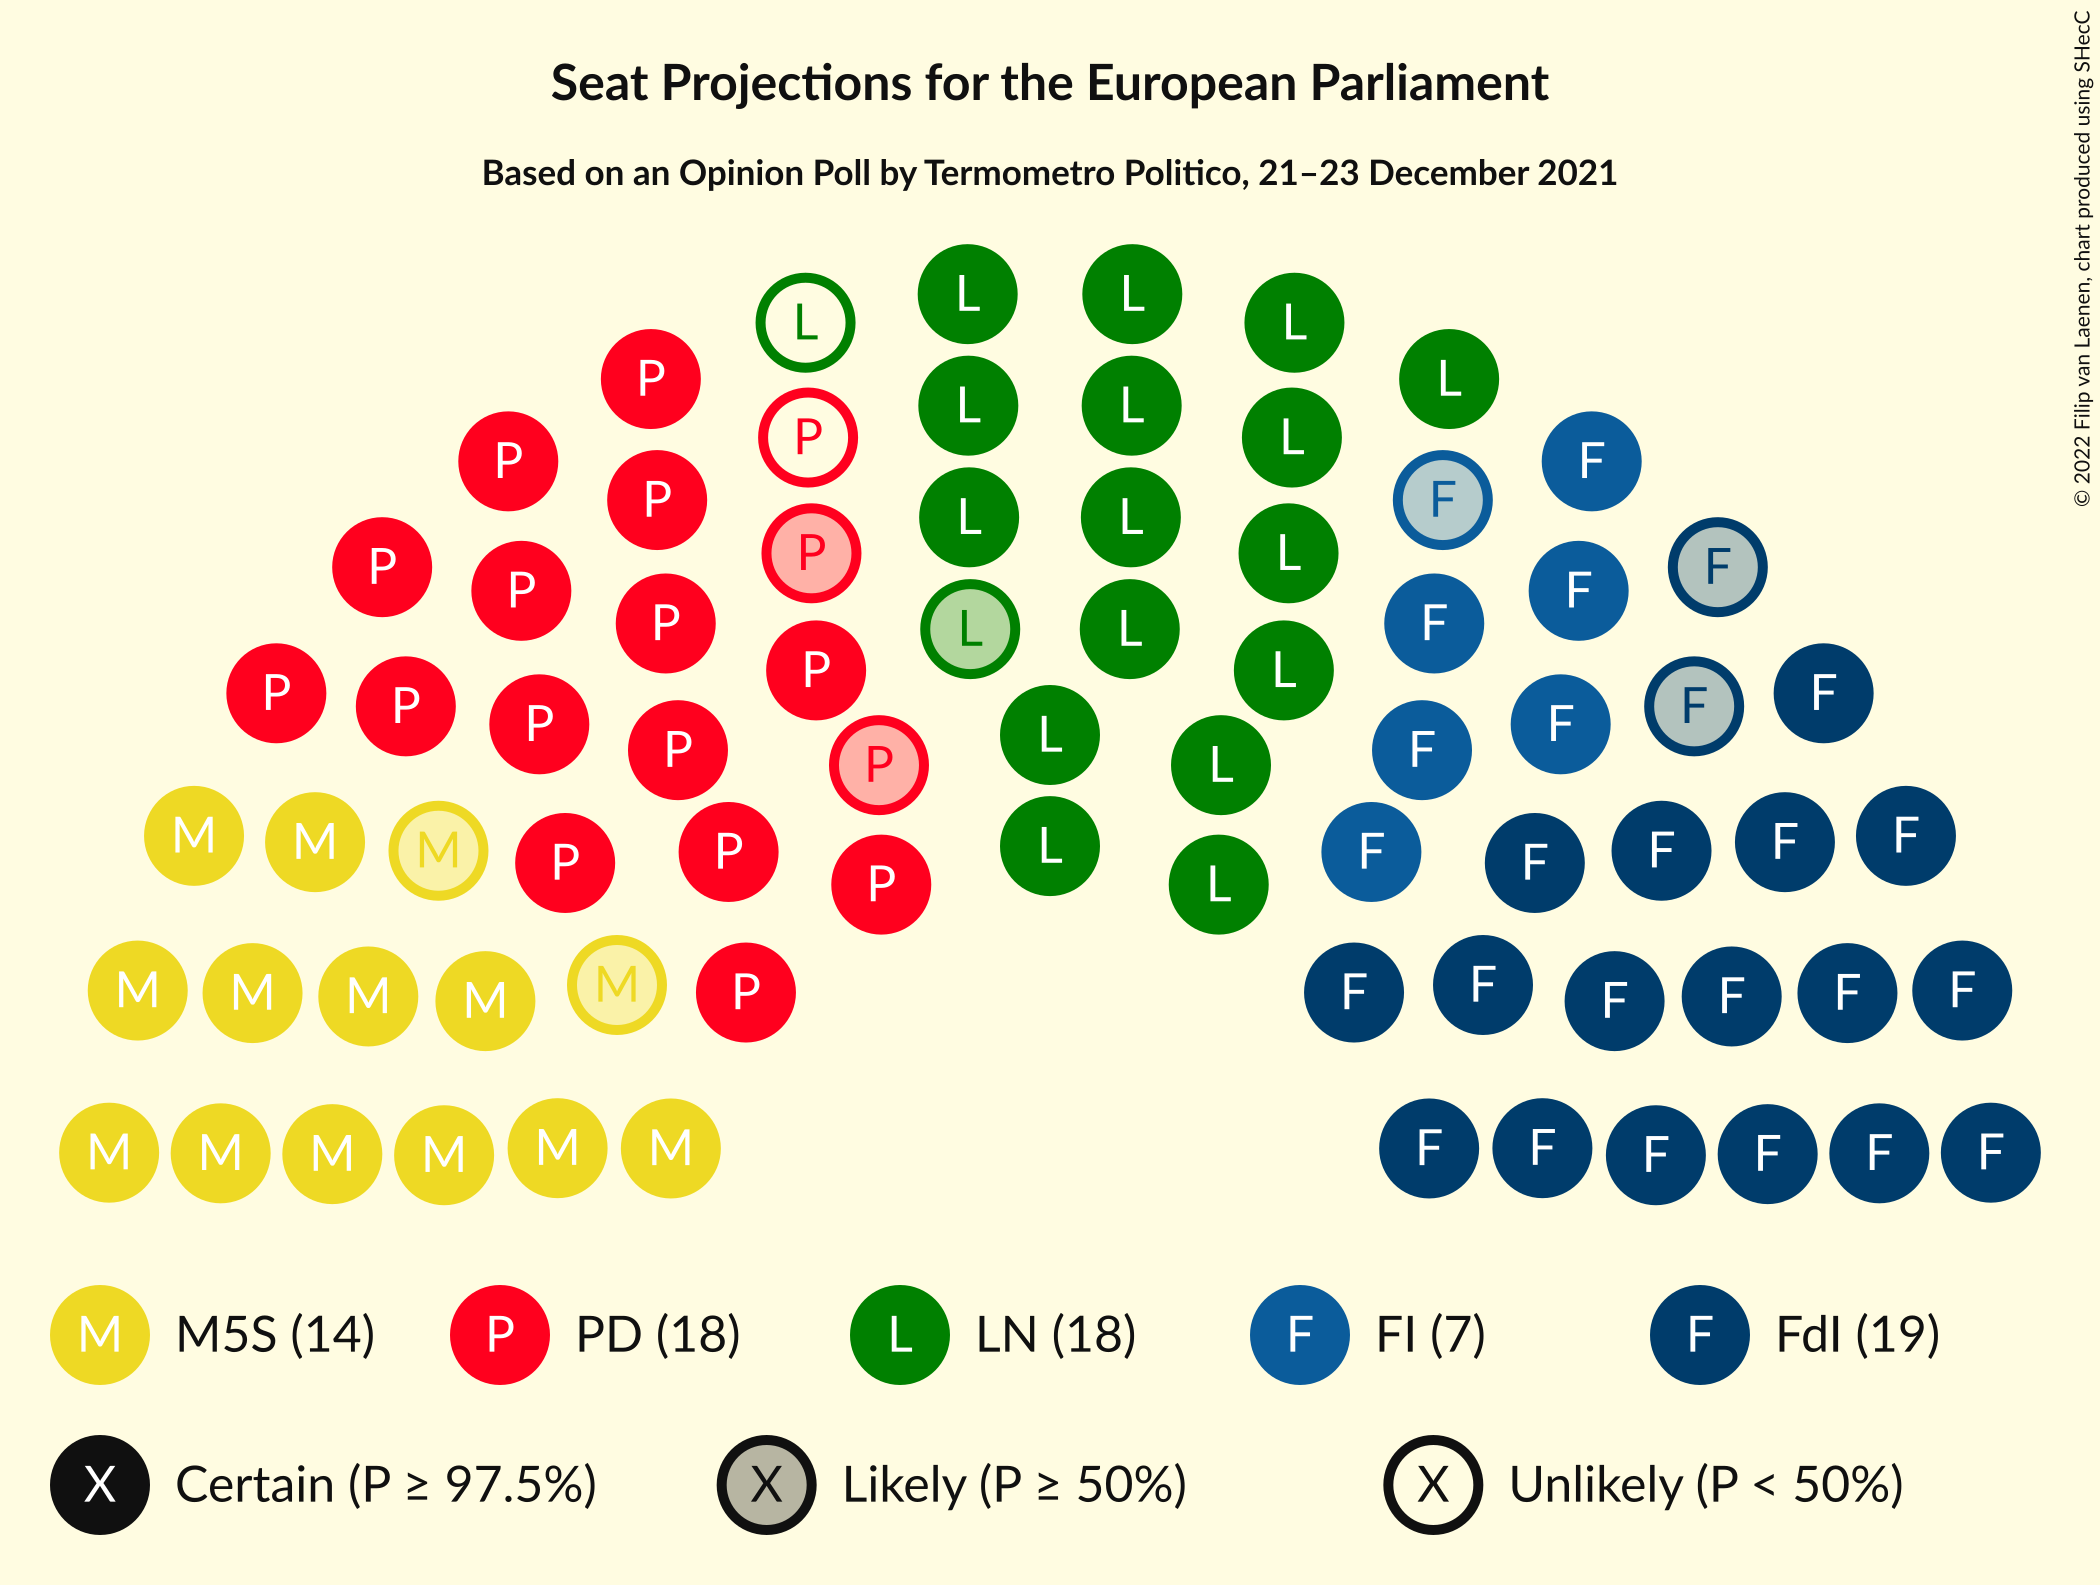 Seat Projections for the European Parliament
Based on an Opinion Poll by Termometro Politico, 21–23 December 2021
© 2022 Filip van Laenen, chart produced using SHecC
L L L L
P L
P P L L L
P F F
P P L L
P P L F F
P P F F
L L
P L F
P P P F F
L
P P P L F F
M M M P P L P L F F F F F
M M M M M P F F F F F F
M M M M M M F F F F F F
M M5S (14) P PD (18) L LN (18) F FI (7) F FdI (19)
X Certain (P ≥ 97.5%) X Likely (P ≥ 50%) X Unlikely (P < 50%)